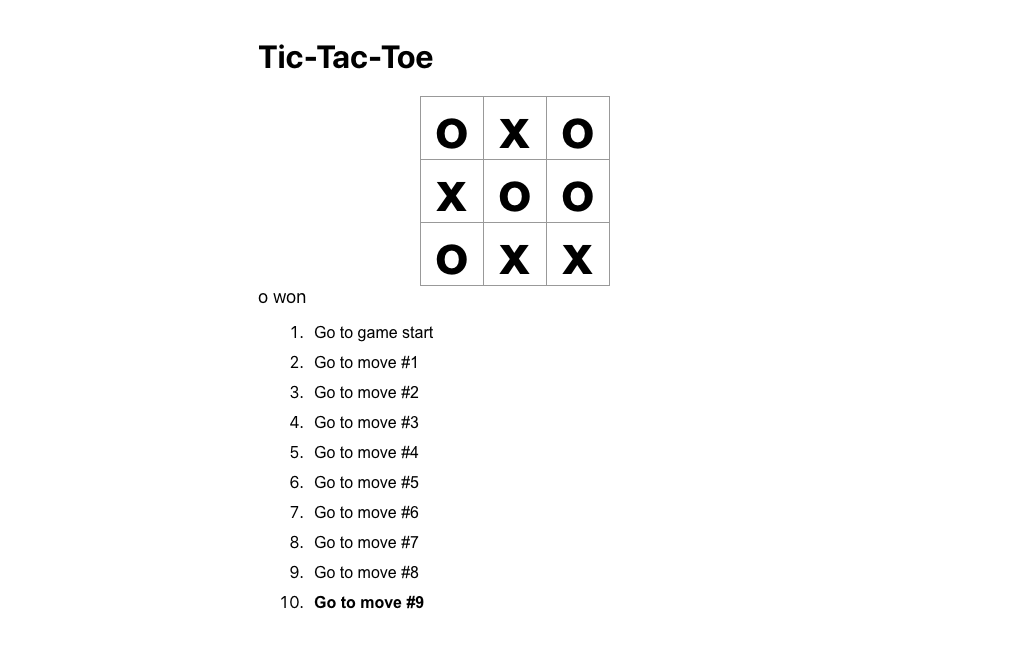 Tic-Tac-Toe
O X O
X O O
O X X
o won
1. Go to game start
2. Go to move #1
3. Go to move #2
4. Go to move #3
5. Go to move #4
6. Go to move #5
7. Go to move #6
8. Go to move #7
9. Go to move #8
10. Go to move #9